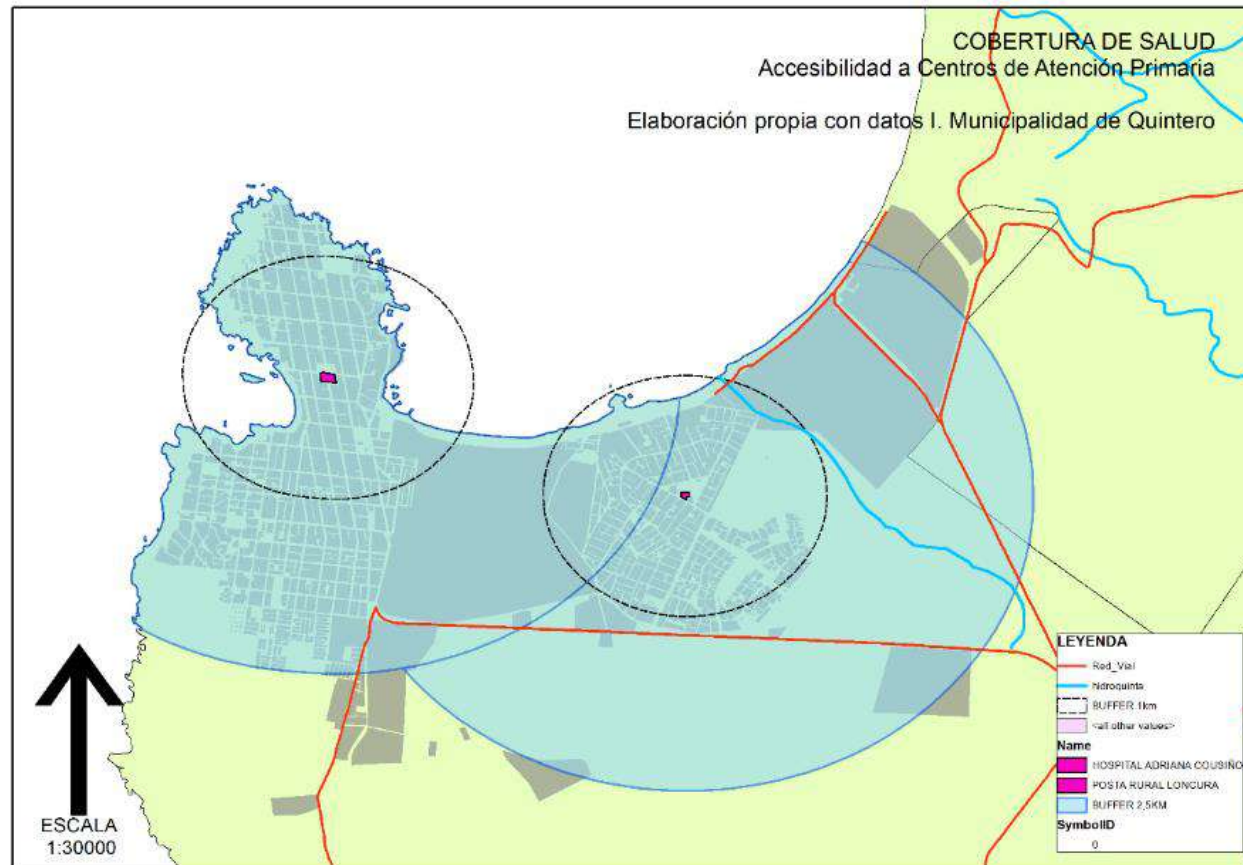 COBERTURA DE SALUD
Accesibilidad a Centros de Atención Primaria
Elaboración propia con datos I. Municipalidad de Quintero
ESCALA
1:30000
LEYENDA
Red_Vial
hidroquinta
BUFFER 1km
<all other values>
Name
HOSPITAL ADRIANA COUSIÑO
POSTA RURAL LONCURA
BUFFER 2,5KM
SymbolID
0